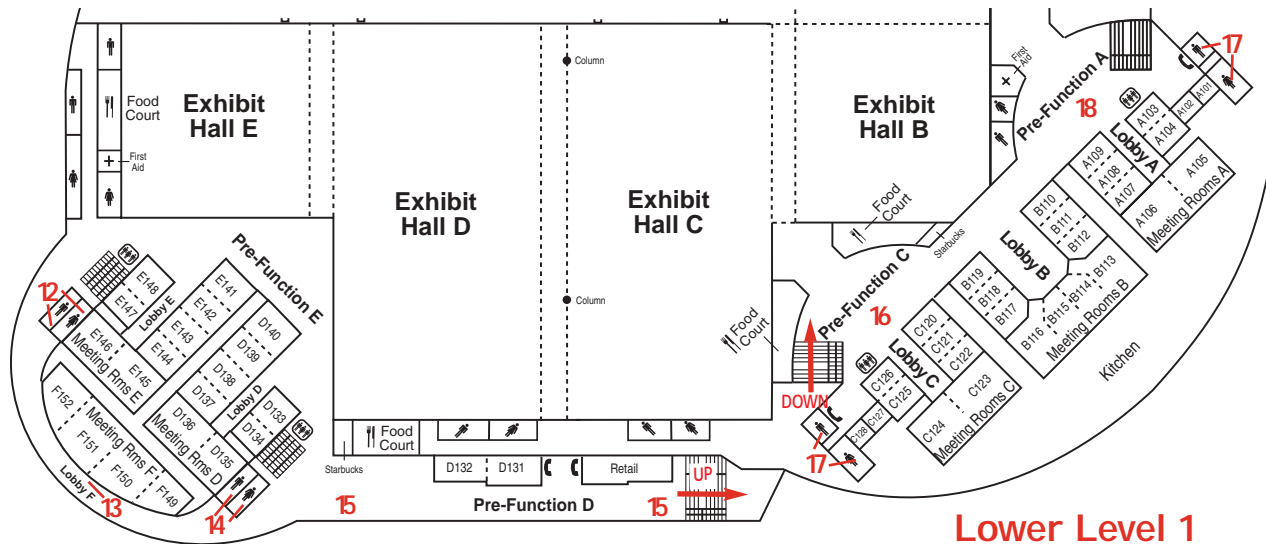 Exhibit
Hall E
Food
Court
First
Aid
Exhibit
Hall D
Column
Exhibit
Hall C
Column
Exhibit
Hall B
First
Aid
Pre-Function A
17
17
18
A101
A102
A103
A104
Lobby A
A109
A108
A107
A105
A106
Meeting Rooms A
Food
Court
Starbucks
B110
B111
B112
Lobby B
B119
B118
B117
B113
B114
B115
B116
Meeting Rooms B
Kitchen
Pre-Function C
16
Food
Court
DOWN
C120
C121
C122
Lobby C
C126
C125
C127
C128
C123
C124
Meeting Rooms C
17
17
Pre-Function E
12
E148
E147
Lobby E
E141
E142
E143
E144
E146
E145
Meeting Rms E
D140
D139
D138
D137
Lobby D
D133
D134
D136
D135
Meeting Rms D
F152
F151
F150
F149
Meeting Rms F
Lobby F
13
14
Starbucks
Food
Court
D132
D131
Retail
UP
15
Pre-Function D
15
Lower Level 1